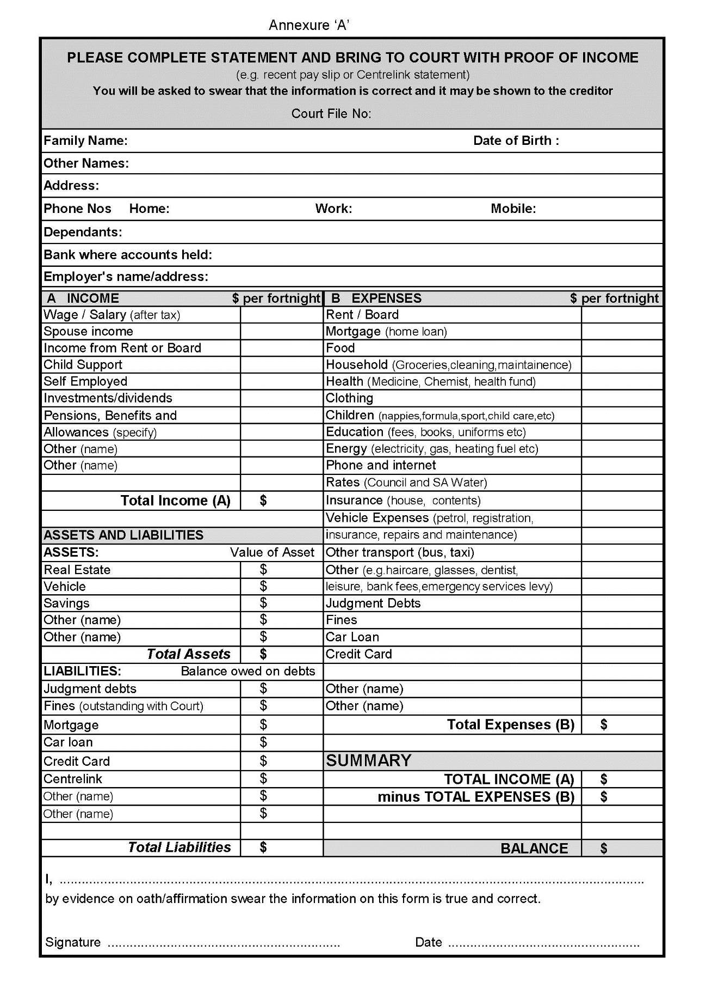 Annexure ‘A’
PLEASE COMPLETE STATEMENT AND BRING TO COURT WITH PROOF OF INCOME
(e.g. recent pay slip or Centrelink statement)
You will be asked to swear that the information is correct and it may be shown to the creditor
Court File No:
Family Name: Date of Birth :
Other Names:
Address:
Phone Nos Home: Work: Mobile:
Dependants:
Bank where accounts held:
Employer's name/address:
A INCOME $ per fortnight
Wage / Salary (after tax)
Spouse income
Income from Rent or Board
Child Support
Self Employed
Investments/dividends
Pensions, Benefits and
Allowances (specify)
Other (name)
Other (name)
Total Income (A) $
ASSETS AND LIABILITIES
ASSETS: Value of Asset
Real Estate $
Vehicle $
Savings $
Other (name) $
Other (name) $
Total Assets $
LIABILITIES: Balance owed on debts
Judgment debts $
Fines (outstanding with Court) $
Mortgage $
Car loan $
Credit Card $
Centrelink $
Other (name) $
Other (name) $
Total Liabilities $
B EXPENSES $ per fortnight
Rent / Board
Mortgage (home loan)
Food
Household (Groceries,cleaning,maintainence)
Health (Medicine, Chemist, health fund)
Clothing
Children (nappies,formula,sport,child care,etc)
Education (fees, books, uniforms etc)
Energy (electricity, gas, heating fuel etc)
Phone and internet
Rates (Council and SA Water)
Insurance (house, contents)
Vehicle Expenses (petrol, registration,
insurance, repairs and maintenance)
Other transport (bus, taxi)
Other (e.g.haircare, glasses, dentist,
leisure, bank fees,emergency services levy)
Judgment Debts
Fines
Car Loan
Credit Card
Other (name)
Other (name)
Total Expenses (B) $
SUMMARY
TOTAL INCOME (A) $
minus TOTAL EXPENSES (B) $
BALANCE $
I, ................................................................................................................................................................
by evidence on oath/affirmation swear the information on this form is true and correct.
Signature ............................................................... Date ....................................................